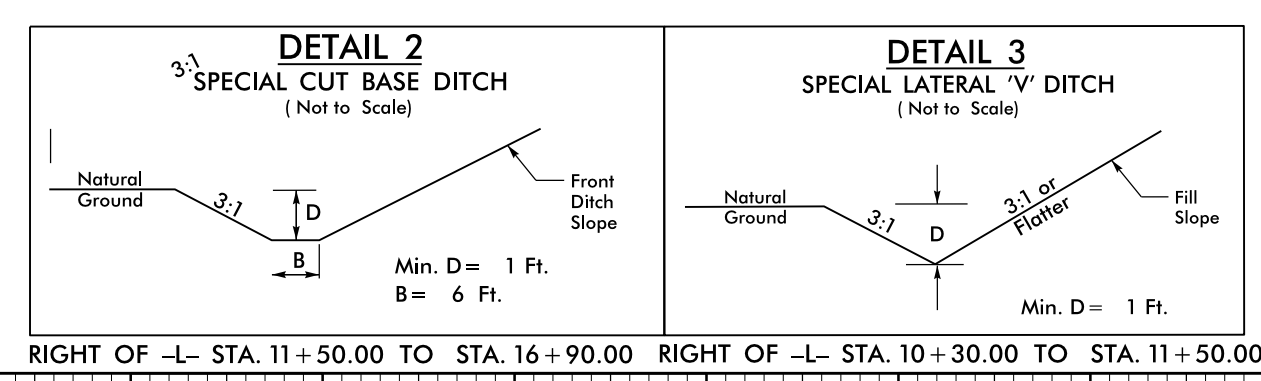 DETAIL 2
3:1
SPECIAL CUT BASE DITCH
( Not to Scale)
Natural
Ground
3:1
D
B
Front
Ditch
Slope
Min. D = 1 Ft.
B = 6 Ft.
RIGHT OF –L– STA. 11+50.00 TO STA. 16+90.00
DETAIL 3
SPECIAL LATERAL 'V' DITCH
( Not to Scale)
Natural
Ground
3:1
D
3:1 or
Flatter
Fill
Slope
Min. D = 1 Ft.
RIGHT OF –L– STA. 10+30.00 TO STA. 11+50.00